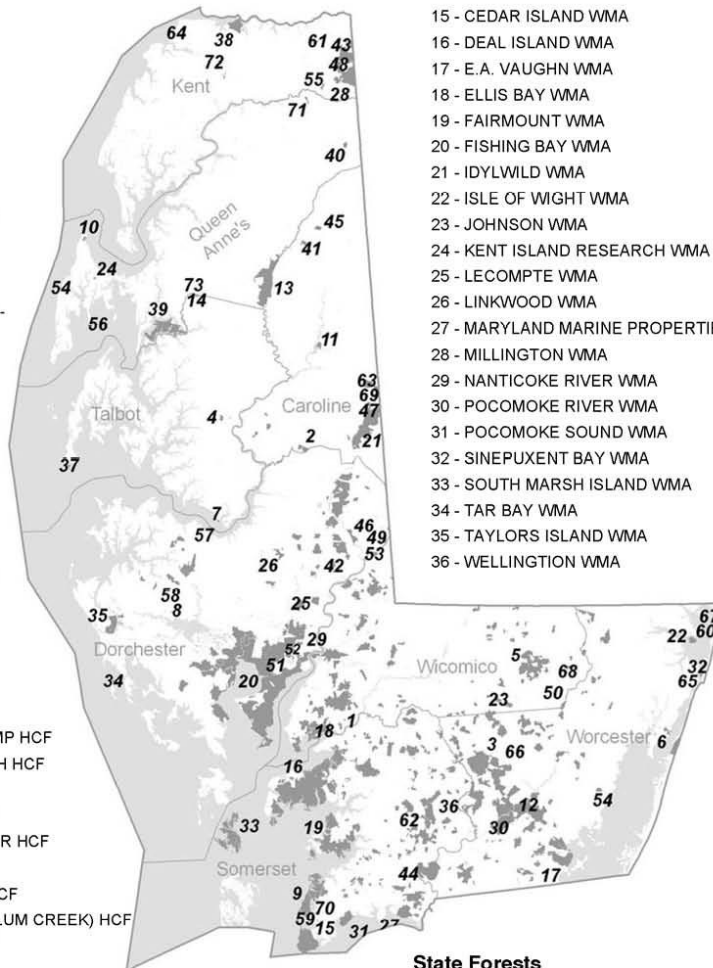 15 - CEDAR ISLAND WMA
16 - DEAL ISLAND WMA
17 - E.A. VAUGHN WMA
18 - ELLIS BAY WMA
19 - FAIRMOUNT WMA
20 - FISHING BAY WMA
21 - IDYLWILD WMA
22 - ISLE OF WIGHT WMA
23 - JOHNSON WMA
24 - KENT ISLAND RESEARCH WMA
25 - LECOMPTE WMA
26 - LINKWOOD WMA
27 - MARYLAND MARINE PROPERTIE
28 - MILLINGTON WMA
29 - NANTICOKE RIVER WMA
30 - POCOMOKE RIVER WMA
31 - POCOMOKE SOUND WMA
32 - SINEPUXENT BAY WMA
33 - SOUTH MARSH ISLAND WMA
34 - TAR BAY WMA
35 - TAYLORS ISLAND WMA
36 - WELLINGTION WMA
64
38
61
43
72
48
Kent
55
28
71
40
Queen
Anne's
45
10
41
24
54
73
14
13
39
56
11
63
69
Talbot
Caroline
47
4
2
21
37
7
57
46
49
53
26
42
58
8
25
35
Dorchester
29
52
51
20
34
18
1
16
33
19
Somerset
62
36
44
9
70
59
15
31
27
Wicomico
5
68
50
23
22
67
60
32
65
Worcester
6
3
66
12
54
30
17
MP HCF
H HCF
R HCF
CF
LUM CREEK) HCF
State Forests